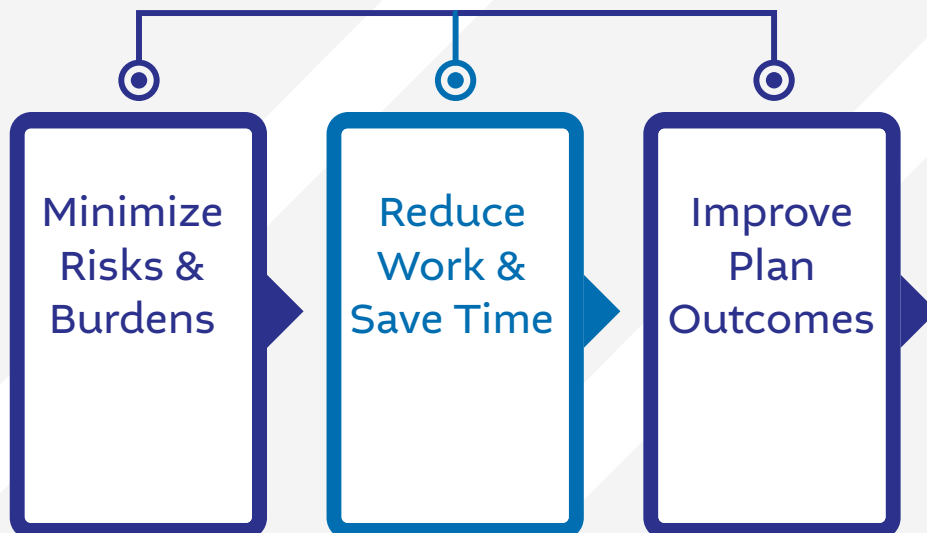 Minimize
Risks &
Burdens
Reduce
Work &
Save Time
Improve
Plan
Outcomes